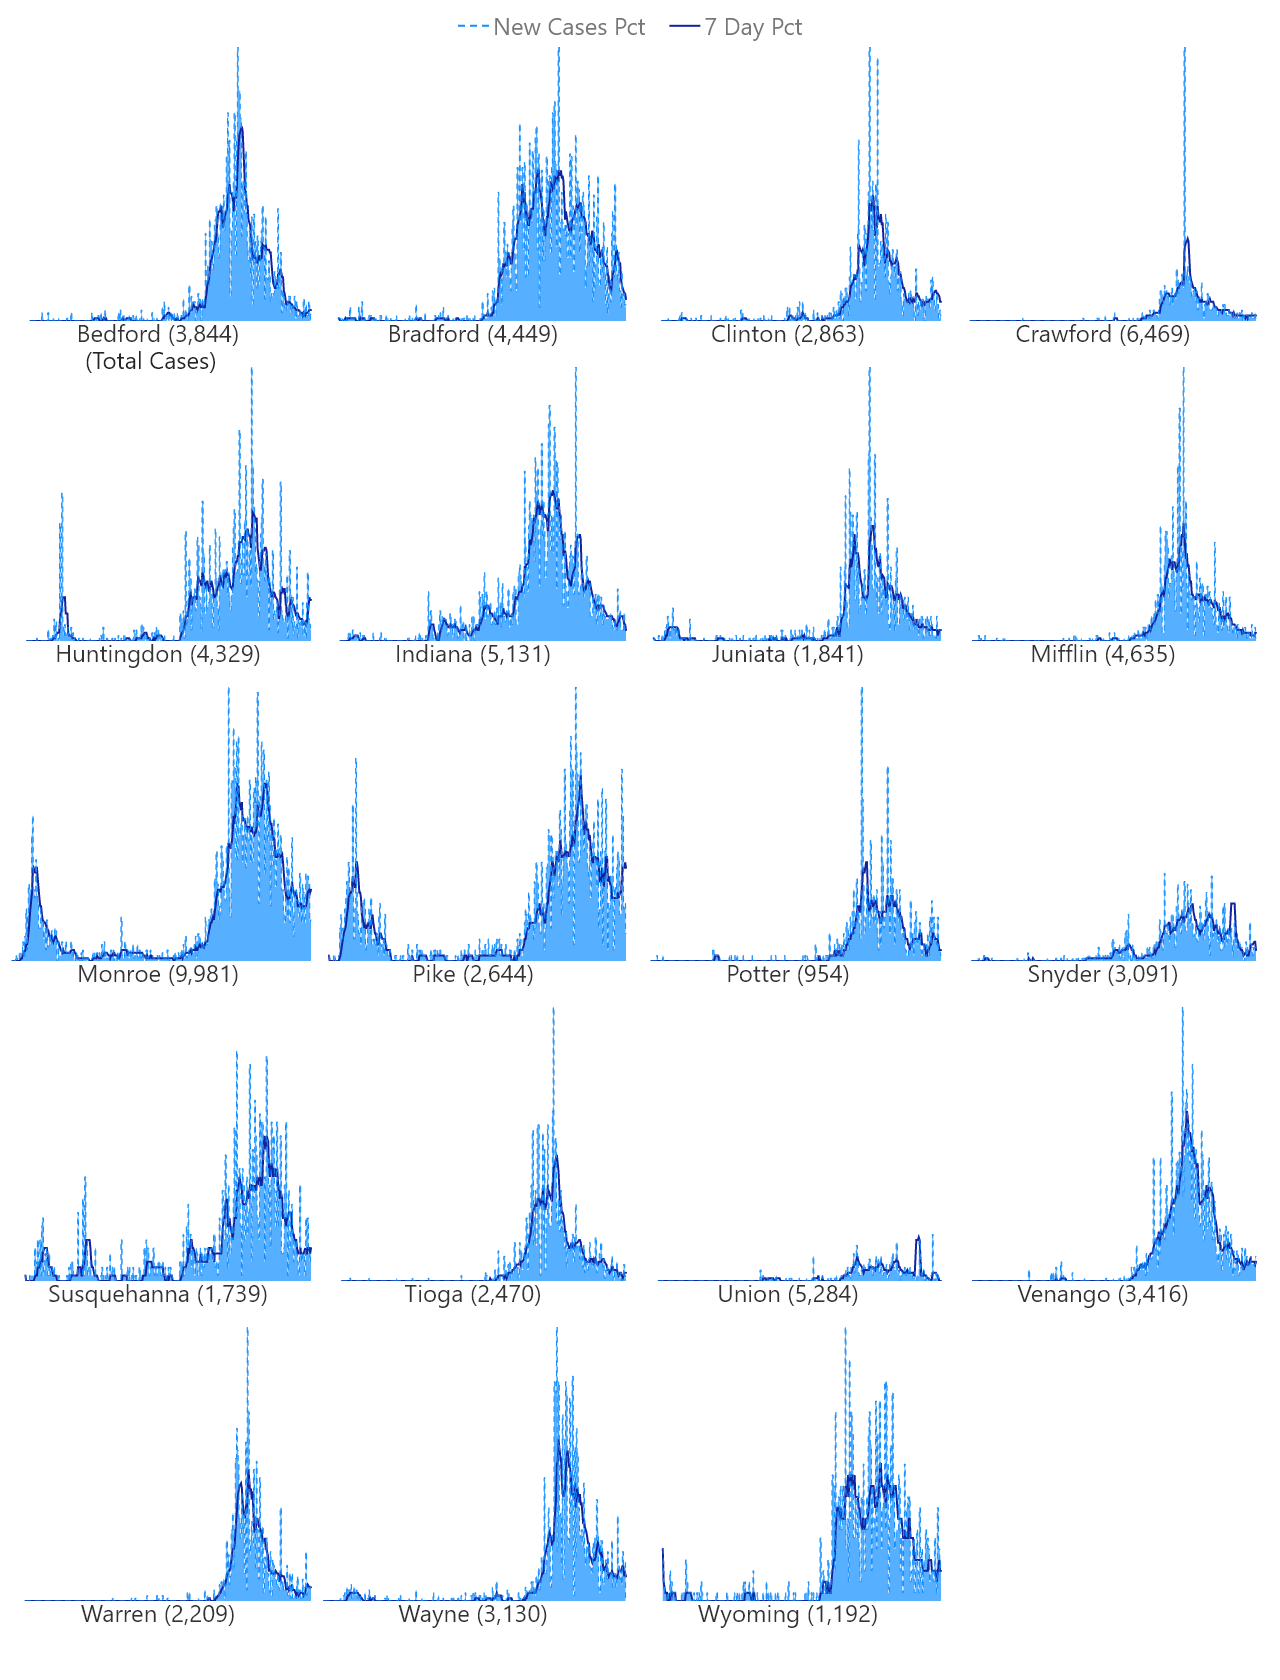 New Cases Pct 7 Day Pct
Bedford (3,844) Bradford (4,449) Clinton (2,863) Crawford (6,469)
(Total Cases)
Huntingdon (4,329) Indiana (5,131) Juniata (1,841) Mifflin (4,635)
Monroe (9,981) Pike (2,644) Potter (954) Snyder (3,091)
Susquehanna (1,739) Tioga (2,470) Union (5,284) Venango (3,416)
Warren (2,209) Wayne (3,130) Wyoming (1,192)